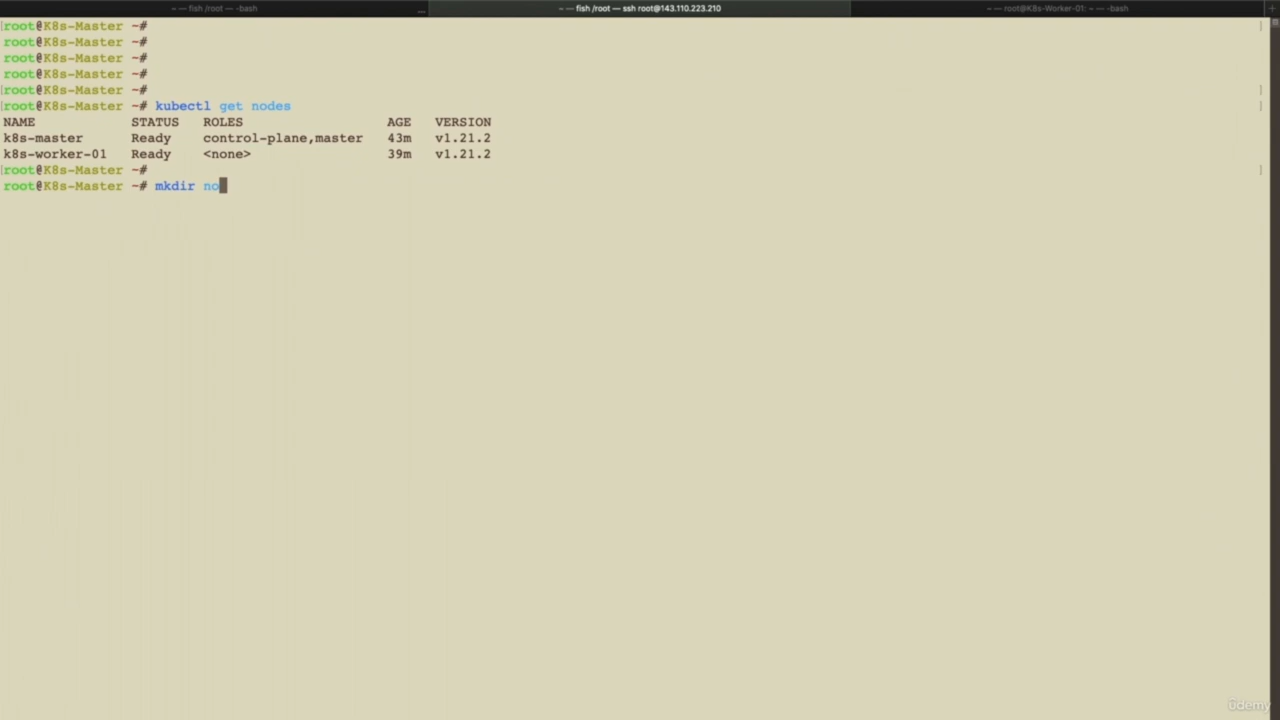 ~ — fish /root — -bash
~ — fish /root — ssh root@143.110.223.210
~ — root@K8s-Worker-01: ~ — -bash
root@K8s-Master ~#
root@K8s-Master ~#
root@K8s-Master ~#
root@K8s-Master ~#
root@K8s-Master ~#
root@K8s-Master ~# kubectl get nodes
NAME STATUS ROLES AGE VERSION
k8s-master Ready control-plane,master 43m v1.21.2
k8s-worker-01 Ready <none> 39m v1.21.2
root@K8s-Master ~#
root@K8s-Master ~# mkdir no
ûdemy